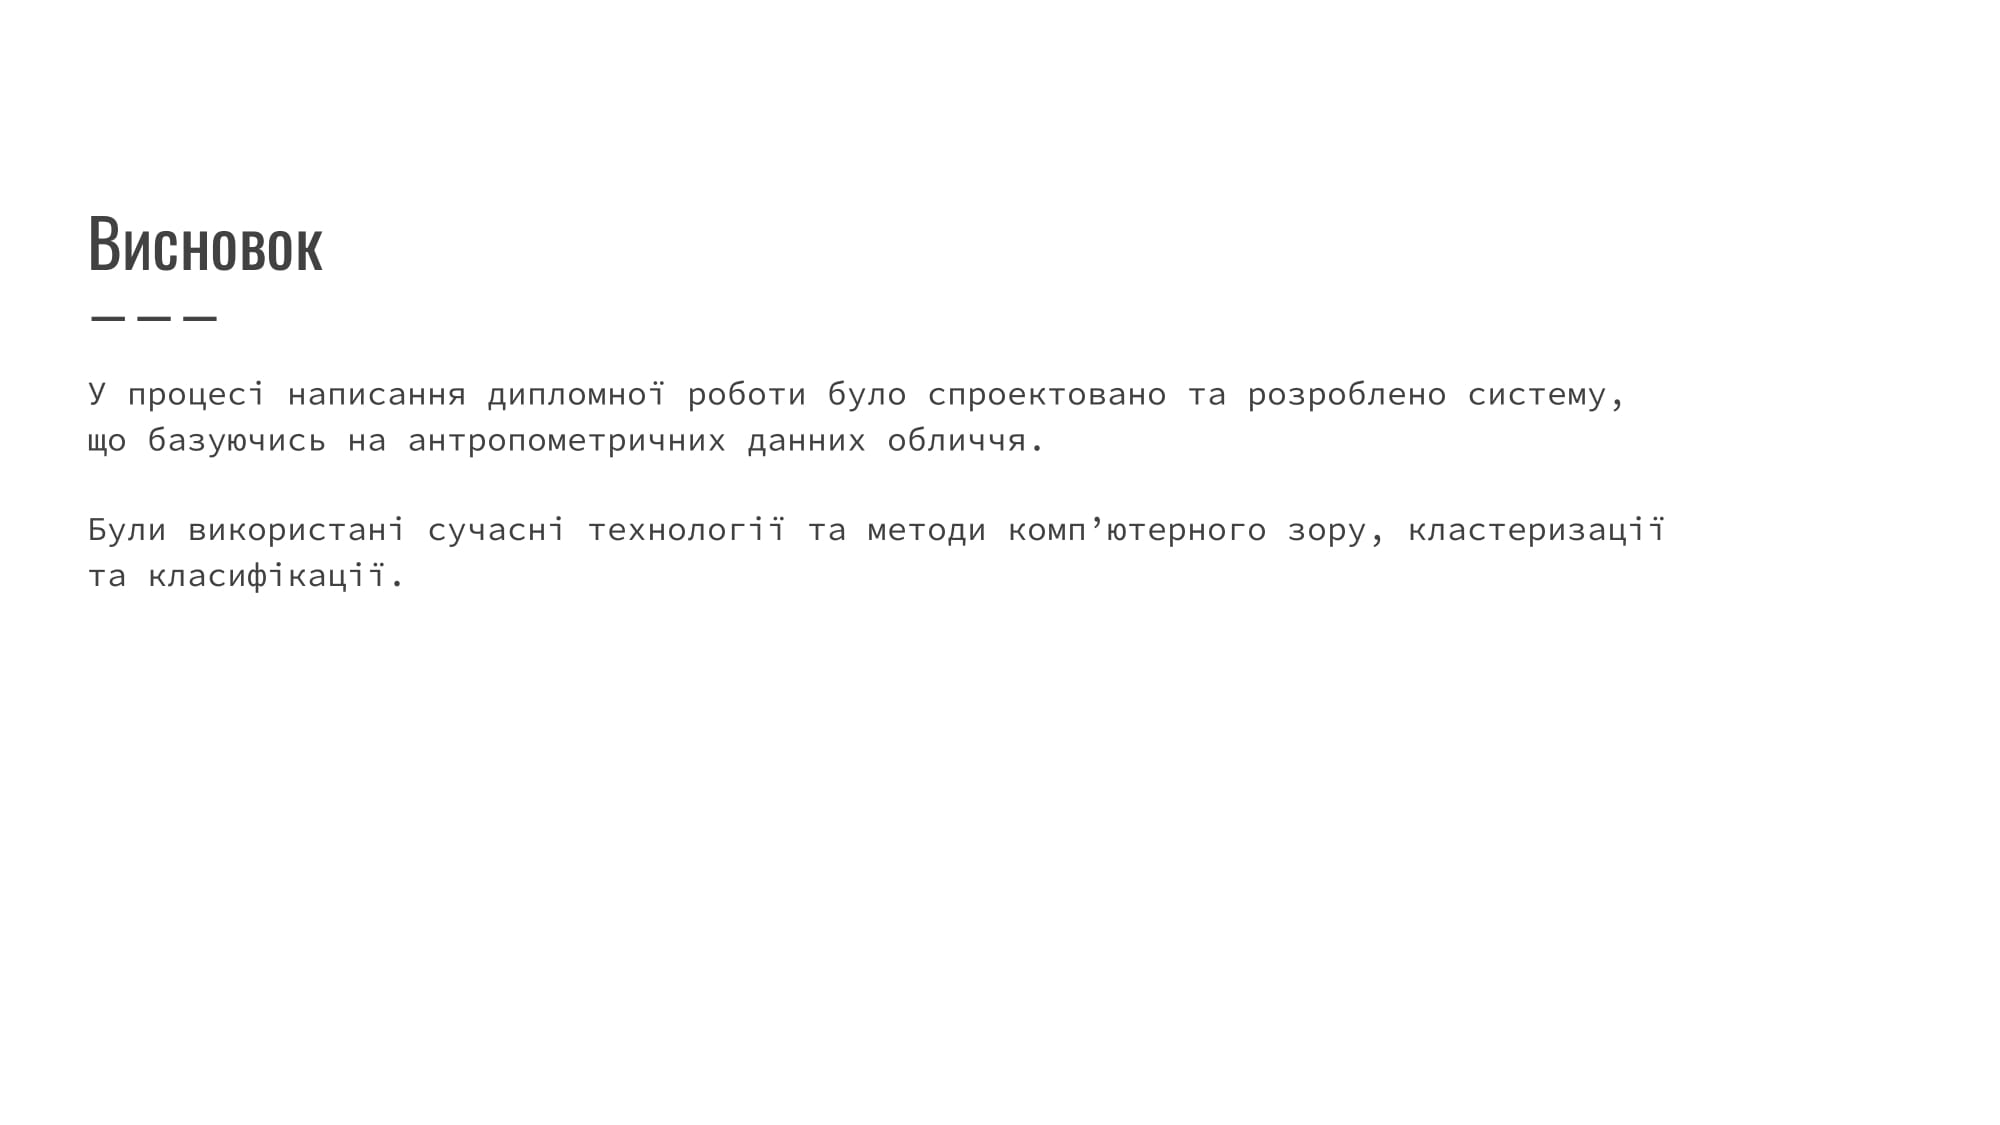 Висновок
———
У процесі написання дипломної роботи було спроектовано та розроблено систему,
що базуючись на антропометричних данних обличчя.
Були використані сучасні технології та методи комп’ютерного зору, кластеризації
та класифікації.